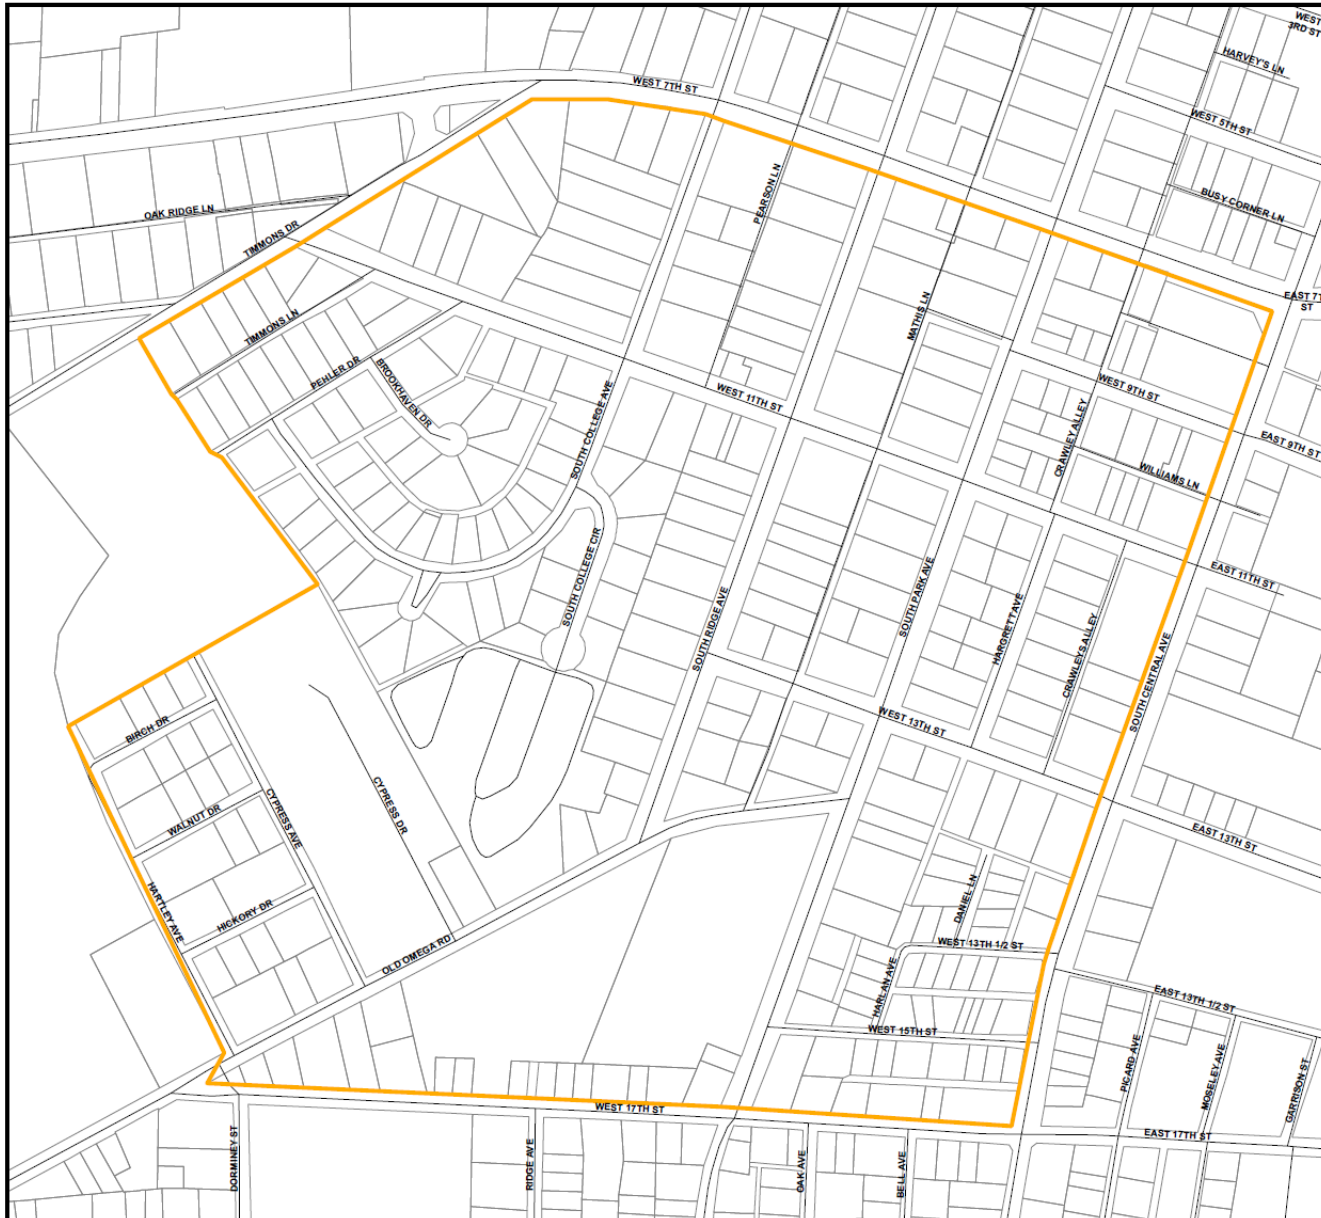 WEST
3RD ST
HARVEY'S LN
WEST 7TH ST
WEST 5TH ST
BUSY CORNER LN
PEARSON LN
OAK RIDGE LN
TIMMONS DR
EAST 7T
ST
MATHIS LN
TIMMONS LN
PEHLER DR
BROOKHAVEN DR
WEST 11TH ST
WEST 9TH ST
SOUTH COLLEGE AVE
CRAWLEY ALLEY
EAST 9TH ST
WILLIAMS LN
SOUTH COLLEGE CIR
SOUTH PARK AVE
EAST 11TH ST
SOUTH RIDGE AVE
HARGRETT AVE
CRAWLEYS ALLEY
SOUTH CENTRAL AVE
BIRCH DR
WEST 13TH ST
CYPRESS DR
WALNUT DR
CYPRESS AVE
EAST 13TH ST
HARTLEY AVE
HICKORY DR
DANIEL LN
OLD OMEGA RD
WEST 13TH 1/2 ST
HARLAN AVE
EAST 13TH 1/2 ST
WEST 15TH ST
PICARD AVE
MOSELEY AVE
GARRISON ST
WEST 17TH ST
EAST 17TH ST
DORMINEY ST
RIDGE AVE
OAK AVE
BELL AVE